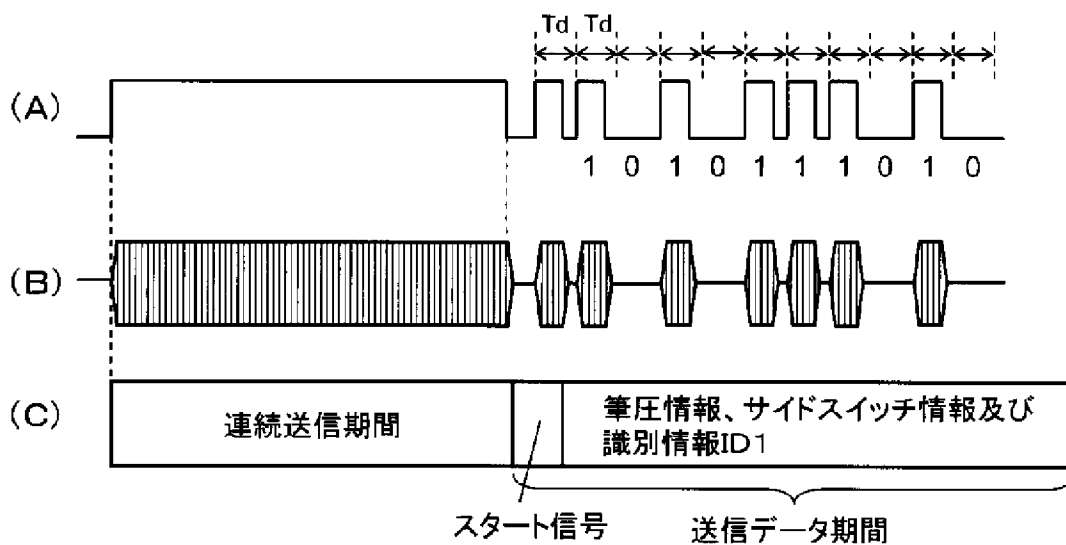 Td Td
(A)
1 0 1 0 1 1 1 0 1 0
(B)
(C)
連続送信期間
筆圧情報、サイドスイッチ情報及び
識別情報ID1
スタート信号
送信データ期間